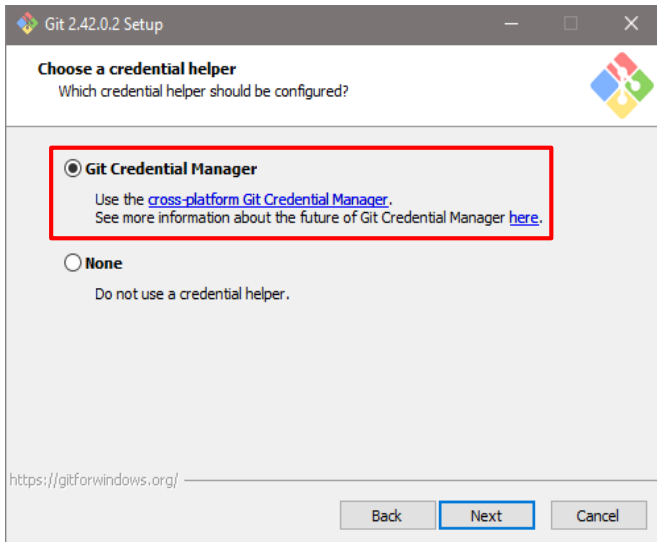 Git 2.42.0.2 Setup
Choose a credential helper
Which credential helper should be configured?
Git Credential Manager
Use the cross-platform Git Credential Manager.
See more information about the future of Git Credential Manager here.
None
Do not use a credential helper.
https://gitforwindows.org/
Back Next Cancel